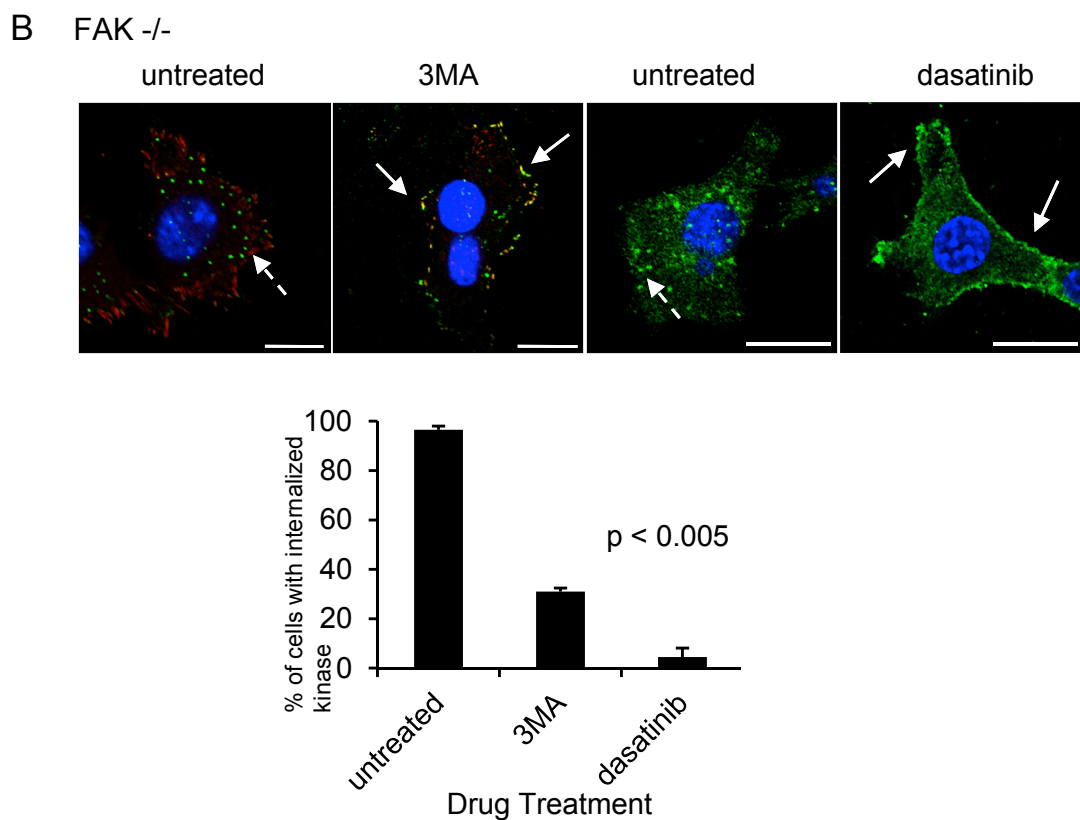 B FAK -/-
untreated 3MA untreated dasatinib
% of cells with internalized
kinase
100
80
60
40
20
0
p < 0.005
untreated 3MA dasatinib
Drug Treatment